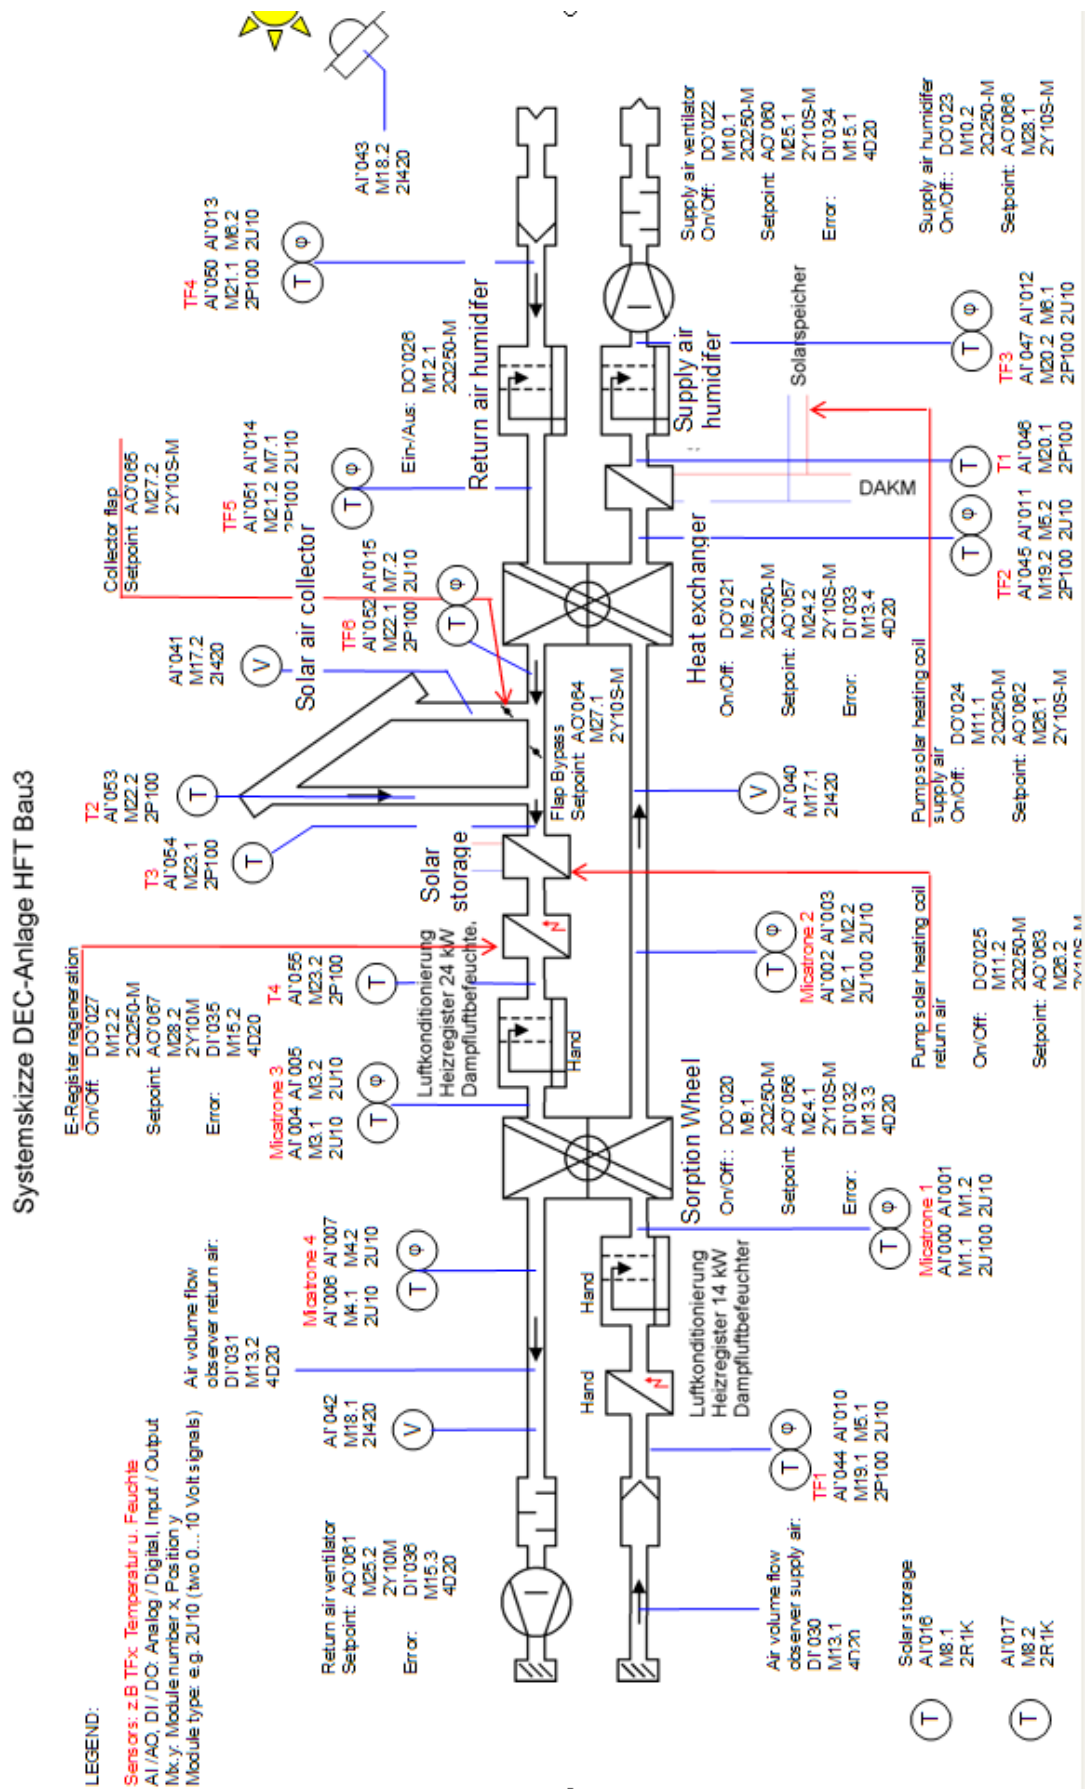 Systemskizze DEC-Anlage HFT Bau3
LEGEND:
Sensors: z.B TFx: Temperatur u. Feuchte
AI /AO, DI / DO: Analog / Digital, Input / Output
Mx.y: Module number x, Position y
Module type: e.g. 2U10 (two 0... 10 Volt signals)
Air volume flow
observer return air:
DI'031
M13.2
4D20
E-Register regeneration
On/Off: DO'027
M12.2
2Q250-M
Setpoint: AO'067
M28.2
2Y10M
Error: DI'035
M15.2
4D20
T3
AI'054
M23.1
2P100
T
T2
AI'053
M22.2
2P100
T
AI'041
M17.2
2I420
V
Collector flap
Setpoint: AO'065
M27.2
2Y10S-M
Solar air collector
TF6
AI'052 AI'015
M22.1 M7.2
2P100 2U10
T φ
TF5
AI'051 AI'014
M21.2 M7.1
2P100 2U10
T φ
TF4
AI'050 AI'013
M21.1 M6.2
2P100 2U10
T φ
AI'043
M18.2
2I420
Return air ventilator
Setpoint: AO'061
M25.2
2Y10M
Error: DI'036
M15.3
4D20
AI'042
M18.1
2I420
V
Micatrone 4
AI'006 AI'007
M4.1 M4.2
2U10 2U10
T φ
Micatrone 3
AI'004 AI'005
M3.1 M3.2
2U10 2U10
T φ
T4
AI'055
M23.2
2P100
T
Luftkonditionierung
Heizregister 24 kW
Dampfluftbefeuchte.
Hand
Solar
storage
Flap Bypass
Setpoint: AO'064
M27.1
2Y10S-M
Ein-/Aus: DO'026
M12.1
2Q250-M
Return air humidifer
Hand
Hand
Luftkonditionierung
Heizregister 14 kW
Dampfluftbefeuchter
Sorption Wheel
On/Off:: DO'020
M9.1
2Q250-M
Setpoint: AO'056
M24.1
2Y10S-M
Error: DI'032
M13.3
4D20
Heat exchanger
On/Off: DO'021
M9.2
2Q250-M
Setpoint: AO'057
M24.2
2Y10S-M
Error: DI'033
M13.4
4D20
Supply air
humidifer
Supply air ventilator
On/Off: DO'022
M10.1
2Q250-M
Setpoint: AO'060
M25.1
2Y10S-M
Error: DI'034
M15.1
4D20
Solarspeicher
DAKM
V
AI'040
M17.1
2I420
T φ
TF1
AI'044 AI'010
M19.1 M5.1
2P100 2U10
T φ
Micatrone 1
AI'000 AI'001
M1.1 M1.2
2U100 2U10
T φ
Micatrone 2
AI'002 AI'003
M2.1 M2.2
2U100 2U10
T φ
TF2
AI'045 AI'011
M19.2 M5.2
2P100 2U10
T
T1
AI'046
M20.1
2P100
T φ
TF3
AI'047 AI'012
M20.2 M6.1
2P100 2U10
Supply air humidifer
On/Off:: DO'023
M10.2
2Q250-M
Setpoint: AO'066
M28.1
2Y10S-M
Air volume flow
observer supply air:
DI'030
M13.1
4D20
Pump solar heating coil
supply air
On/Off: DO'024
M11.1
2Q250-M
Setpoint: AO'062
M26.1
2Y10S-M
Pump solar heating coil
return air
On/Off: DO'025
M11.2
2Q250-M
Setpoint: AO'063
M26.2
2Y10S-M
Solar storage
AI'016
M8.1
2R1K
T
AI'017
M8.2
2R1K
T